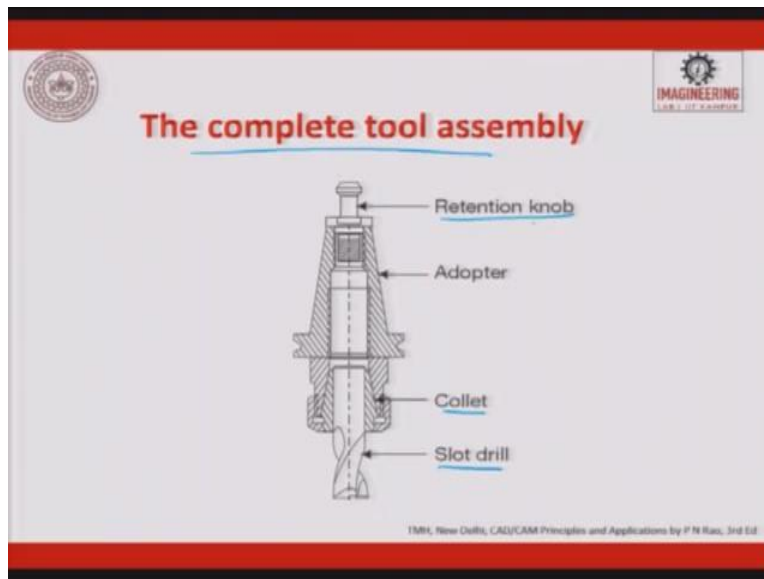 IMAGINEERING
The complete tool assembly
Retention knob
Adopter
Collet
Slot drill
TMH, New Delhi, CAD/CAM Principles and Applications by P N Rao, 3rd Ed